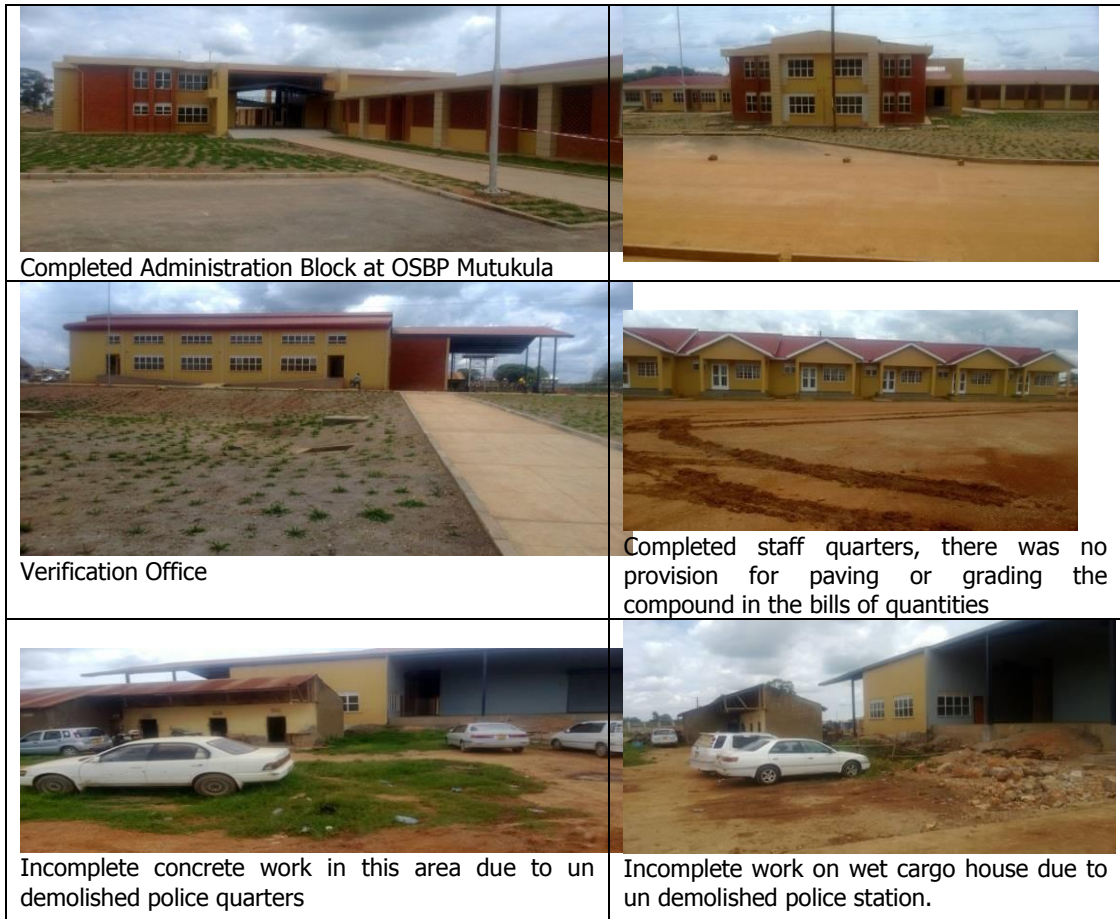 Completed Administration Block at OSBP Mutukula
Verification Office
Completed staff quarters, there was no
provision for paving or grading the
compound in the bills of quantities
Incomplete concrete work in this area due to un
demolished police quarters
Incomplete work on wet cargo house due to
un demolished police station.